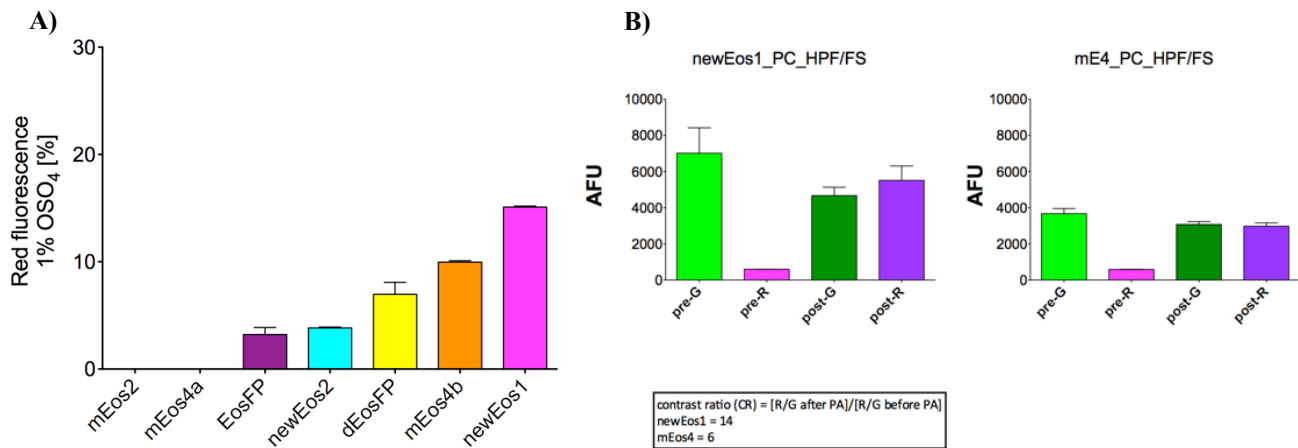 A)
30
20
10
0
Red fluorescence
1% OSO4 [%]
mEos2
mEos4a
EosFP
newEos2
dEosFP
mEos4b
newEos1
B)
newEos1_PC_HPF/FS
10000
8000
6000
4000
2000
0
AFU
pre-G
pre-R
post-G
post-R
mE4_PC_HPF/FS
10000
8000
6000
4000
2000
0
AFU
pre-G
pre-R
post-G
post-R
contrast ratio (CR) = [R/G after PA]/[R/G before PA]
newEos1 = 14
mEos4 = 6